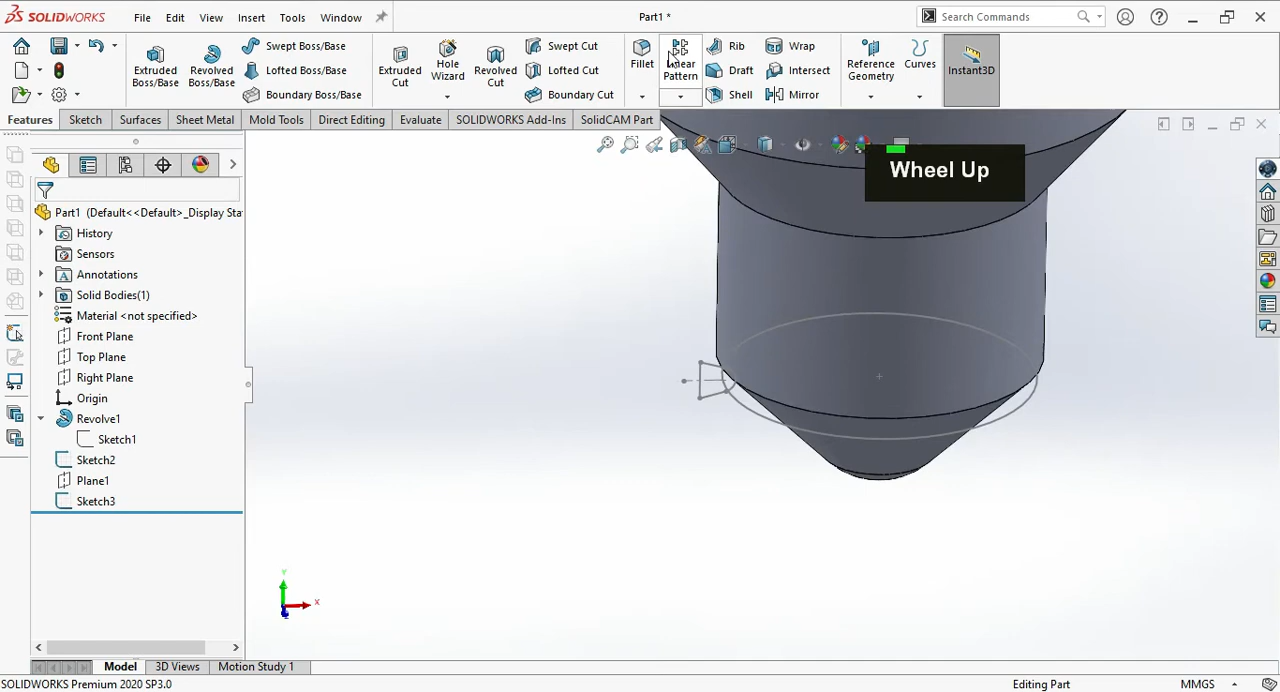 SOLIDWORKS File Edit View Insert Tools Window Part1 * Search Commands
Extruded Boss/Base
Revolved Boss/Base
Swept Boss/Base
Lofted Boss/Base
Boundary Boss/Base
Extruded Cut
Hole Wizard
Revolved Cut
Swept Cut
Lofted Cut
Boundary Cut
Fillet
Linear Pattern
Rib
Draft
Shell
Wrap
Intersect
Mirror
Reference Geometry
Curves
Instant3D
Features Sketch Surfaces Sheet Metal Mold Tools Direct Editing Evaluate SOLIDWORKS Add-Ins SolidCAM Part
Wheel Up
Part1 (Default<<Default>_Display Sta
History
Sensors
A Annotations
Solid Bodies(1)
Material <not specified>
Front Plane
Top Plane
Right Plane
Origin
Revolve1
Sketch1
Sketch2
Plane1
Sketch3
Y
X
Z
Model 3D Views Motion Study 1
SOLIDWORKS Premium 2020 SP3.0 Editing Part MMGS